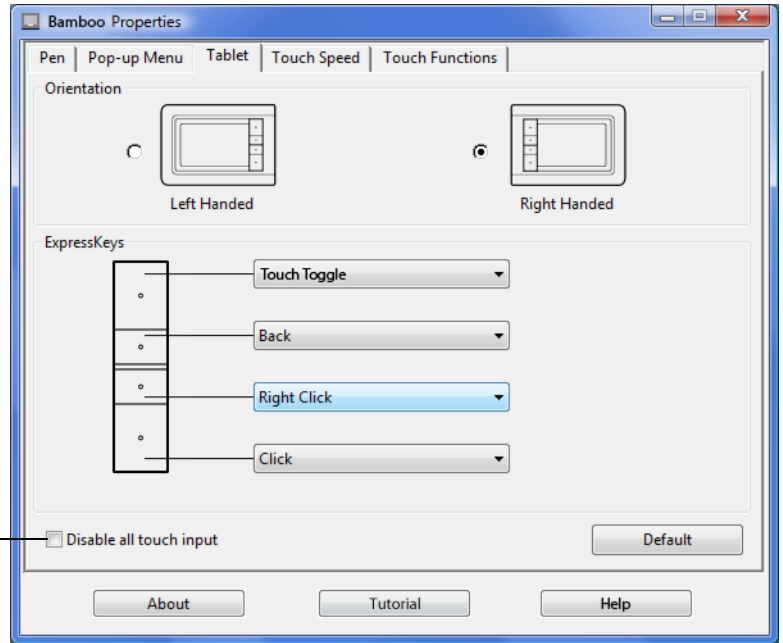 Bamboo Properties
Pen Pop-up Menu Tablet Touch Speed Touch Functions
Orientation
Left Handed Right Handed
ExpressKeys
Touch Toggle
Back
Right Click
Click
Disable all touch input Default
About Tutorial Help